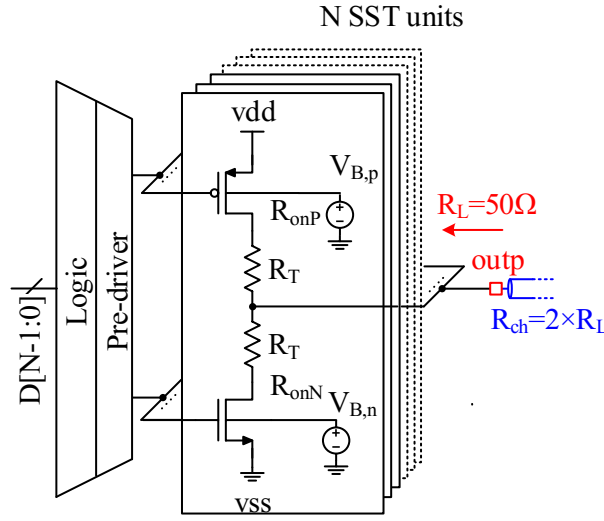 N SST units
vdd
V_B,p
R_onP
R_L=50Ω
R_T
outp
D[N-1:0]
Logic
Pre-driver
R_ch=2×R_L
R_T
R_onN
V_B,n
vss